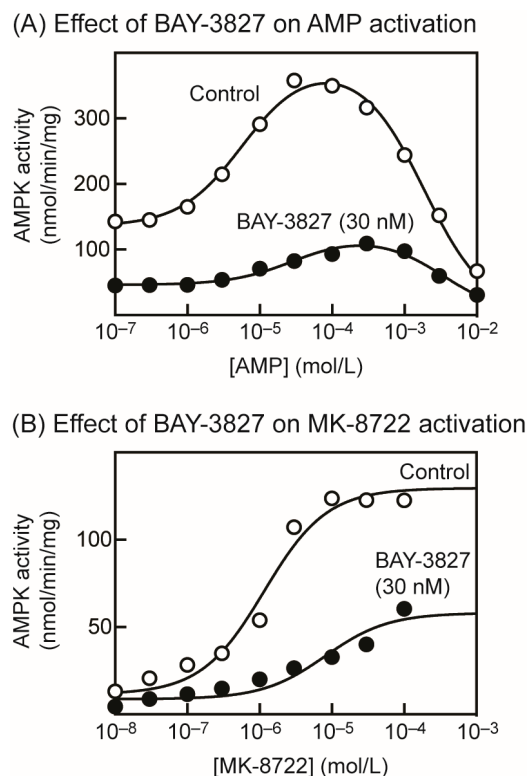 (A) Effect of BAY-3827 on AMP activation
AMPK activity
(nmol/min/mg)
300
200
100
0
Control
BAY-3827 (30 nM)
10⁻⁷ 10⁻⁶ 10⁻⁵ 10⁻⁴ 10⁻³ 10⁻²
[AMP] (mol/L)
(B) Effect of BAY-3827 on MK-8722 activation
AMPK activity
(nmol/min/mg)
100
50
Control
BAY-3827
(30 nM)
10⁻⁸ 10⁻⁷ 10⁻⁶ 10⁻⁵ 10⁻⁴ 10⁻³
[MK-8722] (mol/L)